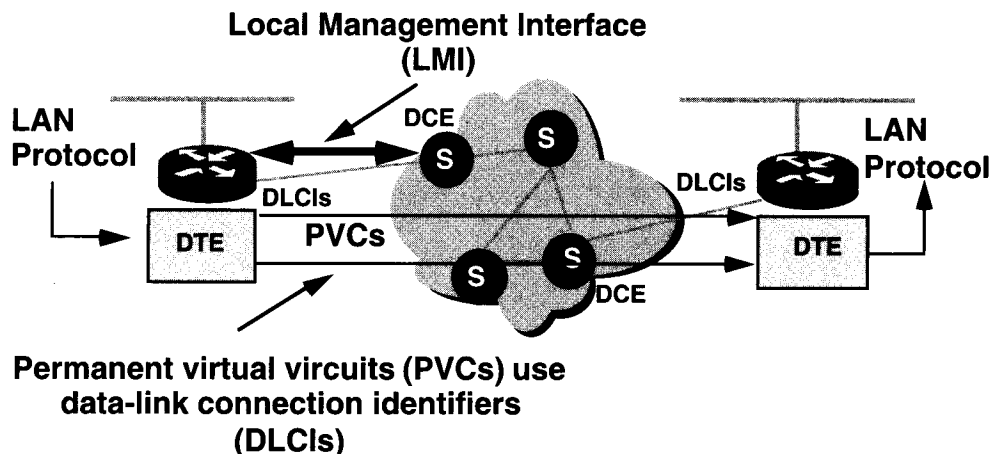 Local Management Interface
(LMI)
LAN
Protocol
DCE
S
S
DLCIs
LAN
Protocol
DLCIs
DTE
PVCs
DTE
S
S
DCE
Permanent virtual vircuits (PVCs) use
data-link connection identifiers
(DLCIs)